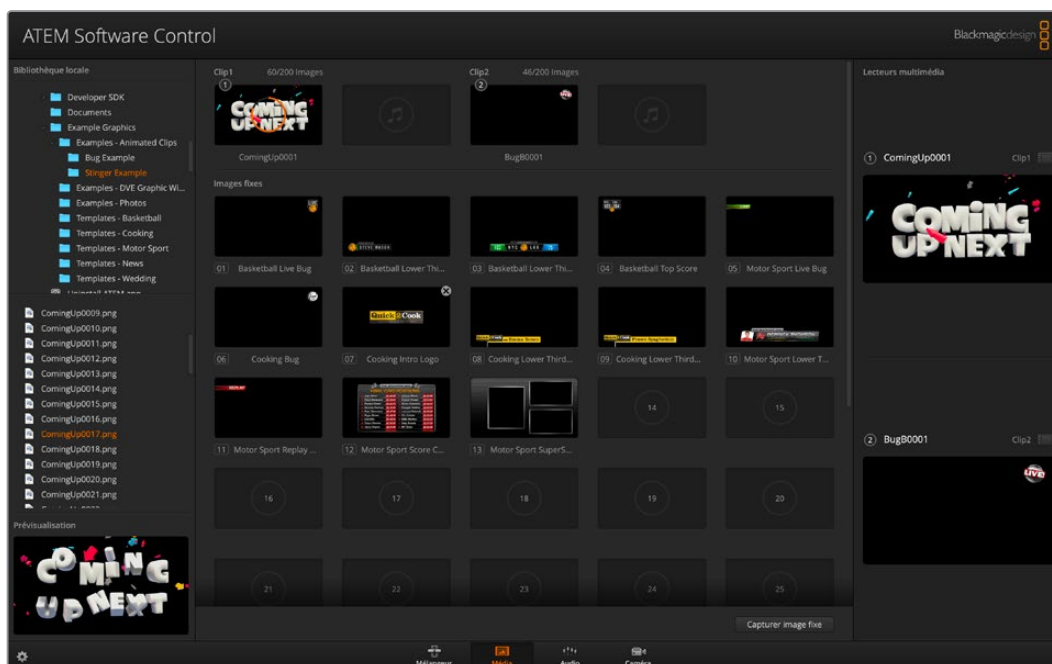 ATEM Software Control
Blackmagicdesign
Bibliothèque locale
Developer SDK
Documents
Example Graphics
Examples - Animated Clips
Bug Example
Stinger Example
Examples - DVE Graphic Wi...
Examples - Photos
Templates - Basketball
Templates - Cooking
Templates - Motor Sport
Templates - News
Templates - Wedding
Uninstall ATEM.png
ComingUp0009.png
ComingUp0010.png
ComingUp0011.png
ComingUp0012.png
ComingUp0013.png
ComingUp0014.png
ComingUp0015.png
ComingUp0016.png
ComingUp0017.png
ComingUp0018.png
ComingUp0019.png
ComingUp0020.png
ComingUp0021.png
Prévisualisation
COMING
UP NEXT
Clip1 60/200 Images
1
COMING
UP NEXT
ComingUp0001
Clip2 46/200 Images
2
LIVE
BugB0001
Images fixes
01 Basketball Live Bug
02 Basketball Lower Thi...
03 Basketball Lower Thi...
04 Basketball Top Score
05 Motor Sport Live Bug
06 Cooking Bug
Quick2Cook
07 Cooking Intro Logo
08 Cooking Lower Third...
09 Cooking Lower Third...
10 Motor Sport Lower T...
REPLAY
11 Motor Sport Replay ...
12 Motor Sport Score C...
13 Motor Sport SuperS...
14
15
16
17
18
19
20
21
22
23
24
25
Capturer image fixe
Lecteurs multimédia
1 ComingUp0001 Clip1
COMING
UP NEXT
2 BugB0001 Clip2
LIVE!
Mélangeur
Média
Audio
Caméra